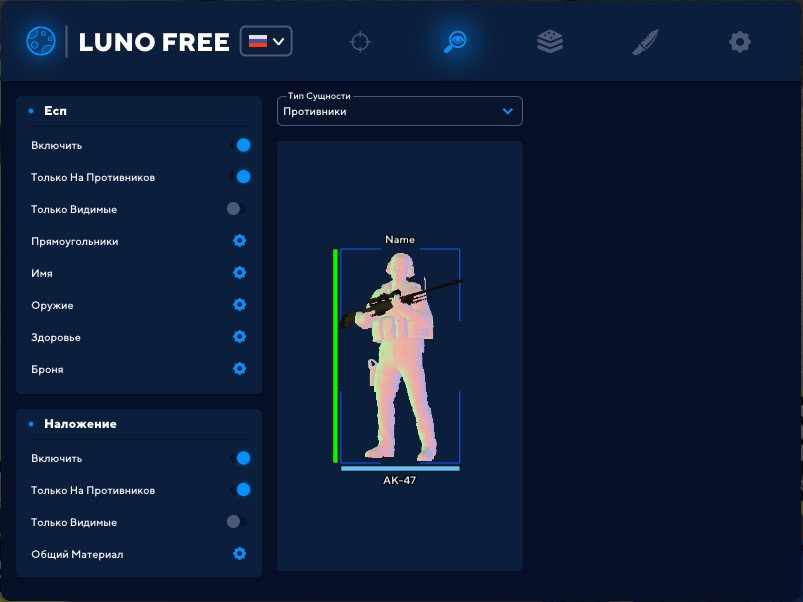 LUNO FREE
Есп
Включить
Только На Противников
Только Видимые
Прямоугольники
Имя
Оружие
Здоровье
Броня
Наложение
Включить
Только На Противников
Только Видимые
Общий Материал
Тип Сущности
Противники
Name
AK-47